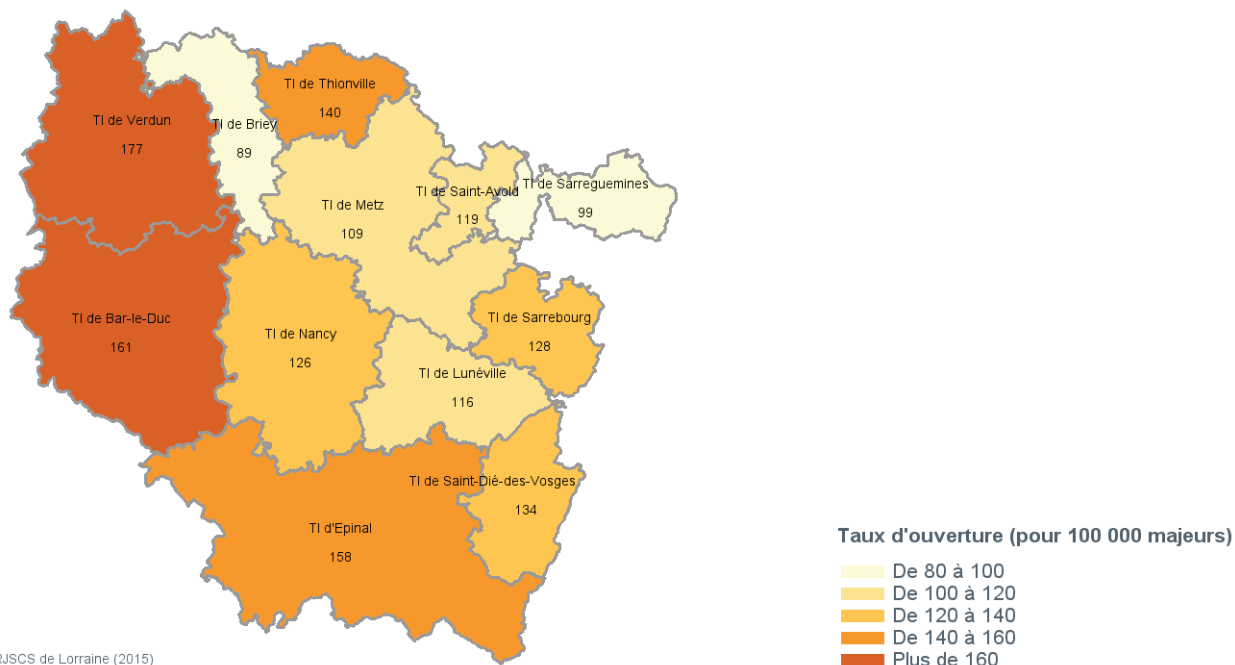 TI de Thionville
140
TI de Verdun
177
TI de Briey
89
TI de Saint-Avold
119
TI de Sarreguemines
99
TI de Metz
109
TI de Bar-le-Duc
161
TI de Nancy
126
TI de Sarrebourg
128
TI de Lunéville
116
TI de Saint-Dié-des-Vosges
134
TI d'Epinal
158
Taux d'ouverture (pour 100 000 majeurs)
De 80 à 100
De 100 à 120
De 120 à 140
De 140 à 160
Plus de 160
de Lorraine (2015)